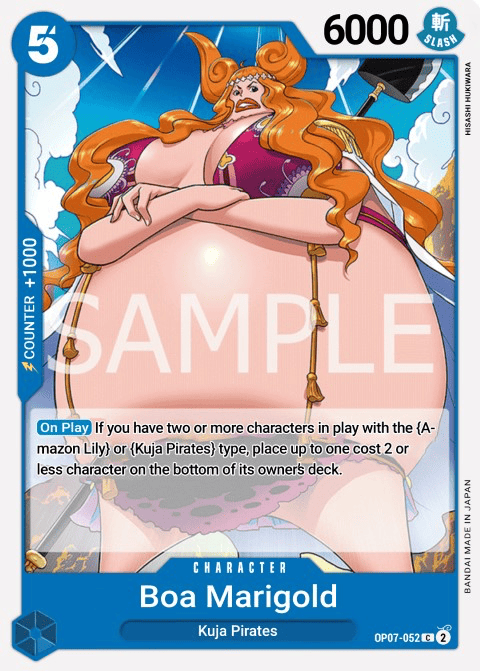 5
6000
斬
SLASH
HISASHI HUKIWARA
COUNTER +1000
SAMPLE
On Play If you have two or more characters in play with the {A-
mazon Lily} or {Kuja Pirates} type, place up to one cost 2 or
less character on the bottom of its owner's deck.
BANDAI MADE IN JAPAN
CHARACTER
Boa Marigold
Kuja Pirates
OP07-052 C 2